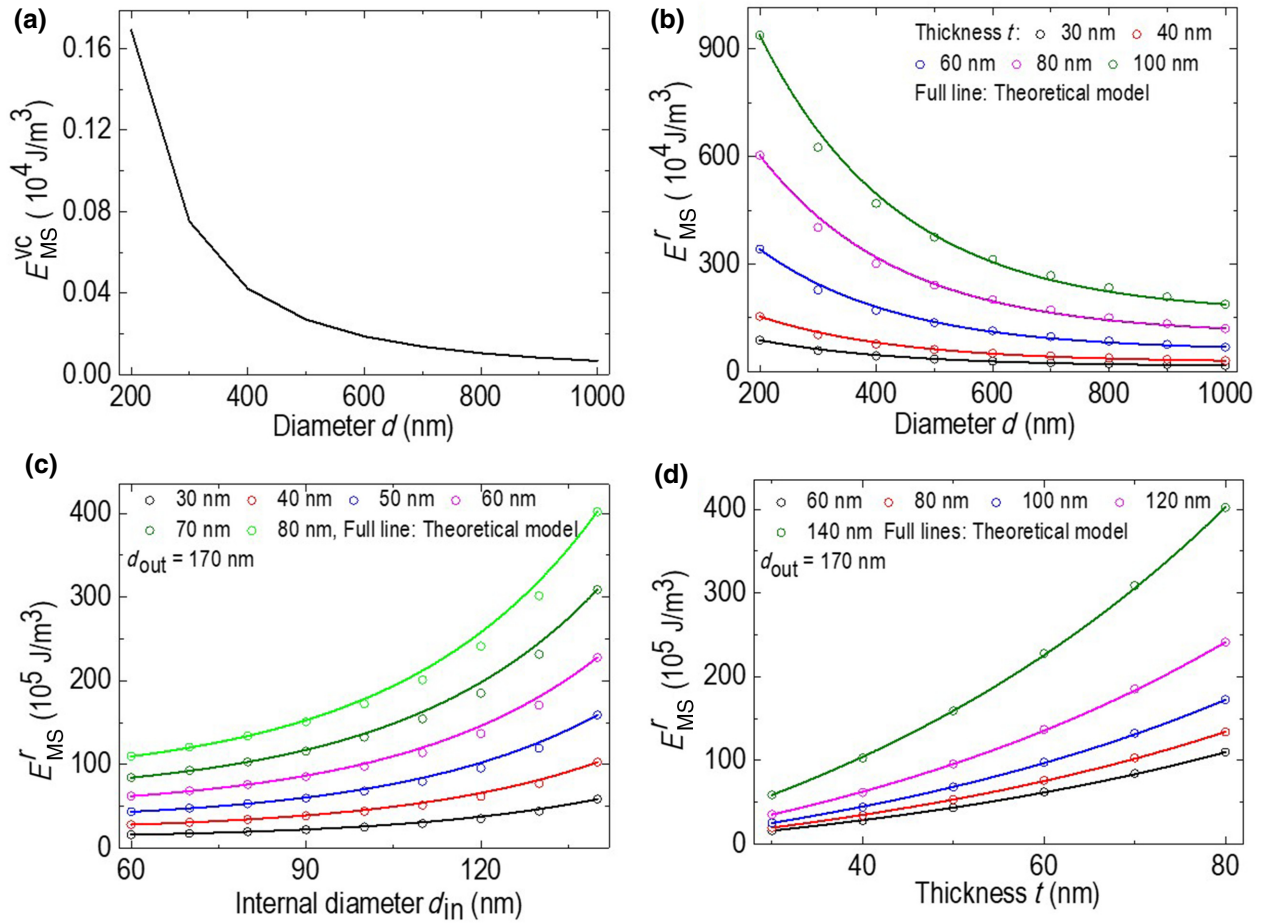 (a)
0.16
0.12
0.08
0.04
0.00
E^vc_MS ( 10^4 J/m^3)
200 400 600 800 1000
Diameter d (nm)
(b)
Thickness t: 30 nm 40 nm
60 nm 80 nm 100 nm
Full line: Theoretical model
900
600
300
0
E^r_MS ( 10^4 J/m^3)
200 400 600 800 1000
Diameter d (nm)
(c)
30 nm 40 nm 50 nm 60 nm
70 nm 80 nm, Full line: Theoretical model
d_out = 170 nm
400
300
200
100
0
E^r_MS (10^5 J/m^3)
60 90 120
Internal diameter d_in (nm)
(d)
60 nm 80 nm 100 nm 120 nm
140 nm Full lines: Theoretical model
d_out = 170 nm
400
300
200
100
0
E^r_MS (10^5 J/m^3)
40 60 80
Thickness t (nm)